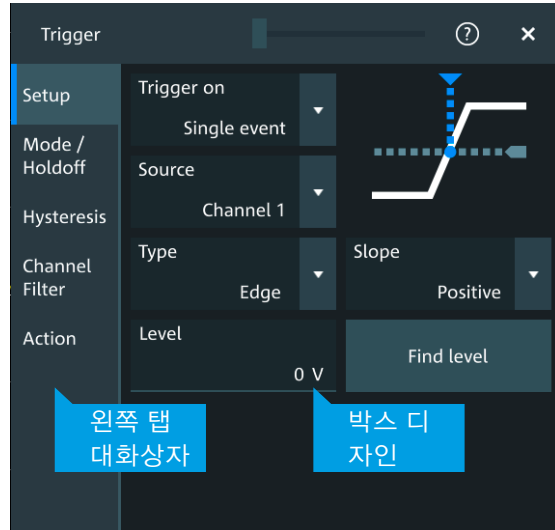 Trigger
?
Setup
Mode /
Holdoff
Hysteresis
Channel
Filter
Action
Trigger on
Single event
Source
Channel 1
Type
Edge
Slope
Positive
Level
0 V
Find level
왼쪽 탭
대화상자
박스 디
자인